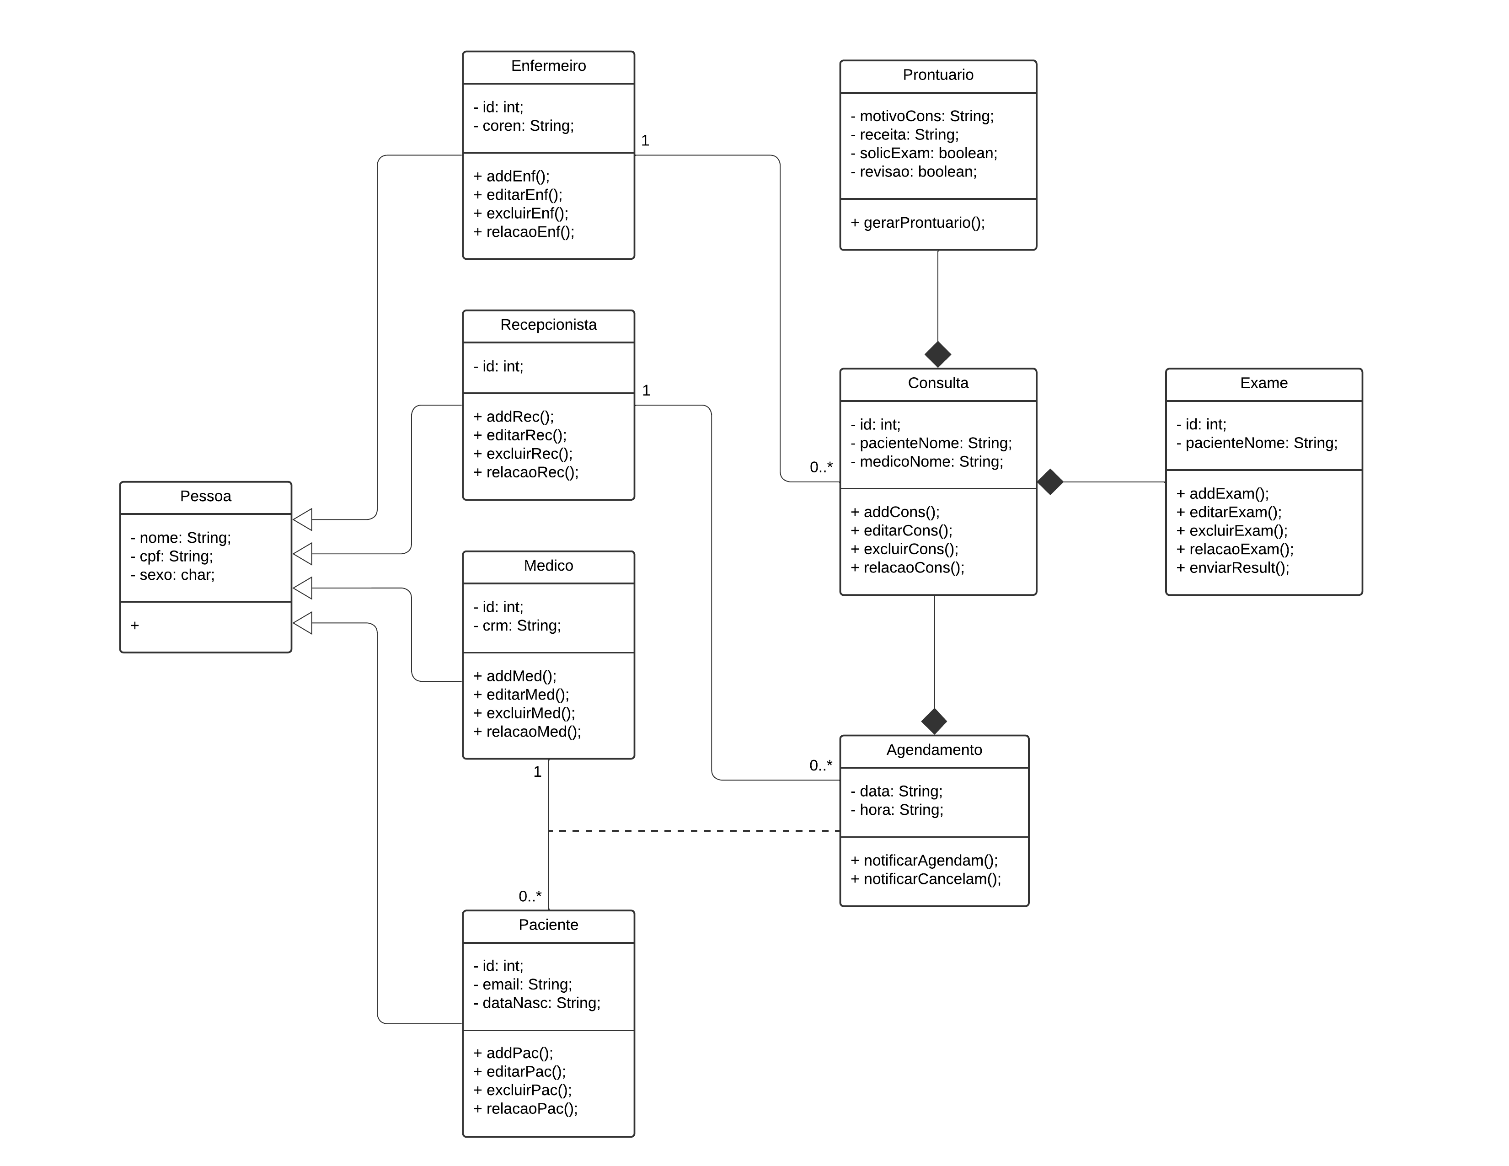 Enfermeiro
- id: int;
- coren: String;
+ addEnf();
+ editarEnf();
+ excluirEnf();
+ relacaoEnf();
1
Prontuario
- motivoCons: String;
- receita: String;
- solicExam: boolean;
- revisao: boolean;
+ gerarProntuario();
Recepcionista
- id: int;
+ addRec();
+ editarRec();
+ excluirRec();
+ relacaoRec();
1
0..*
Consulta
- id: int;
- pacienteNome: String;
- medicoNome: String;
+ addCons();
+ editarCons();
+ excluirCons();
+ relacaoCons();
Exame
- id: int;
- pacienteNome: String;
+ addExam();
+ editarExam();
+ excluirExam();
+ relacaoExam();
+ enviarResult();
Pessoa
- nome: String;
- cpf: String;
- sexo: char;
+
Medico
- id: int;
- crm: String;
+ addMed();
+ editarMed();
+ excluirMed();
+ relacaoMed();
1
0..*
0..*
Agendamento
- data: String;
- hora: String;
+ notificarAgendam();
+ notificarCancelam();
Paciente
- id: int;
- email: String;
- dataNasc: String;
+ addPac();
+ editarPac();
+ excluirPac();
+ relacaoPac();